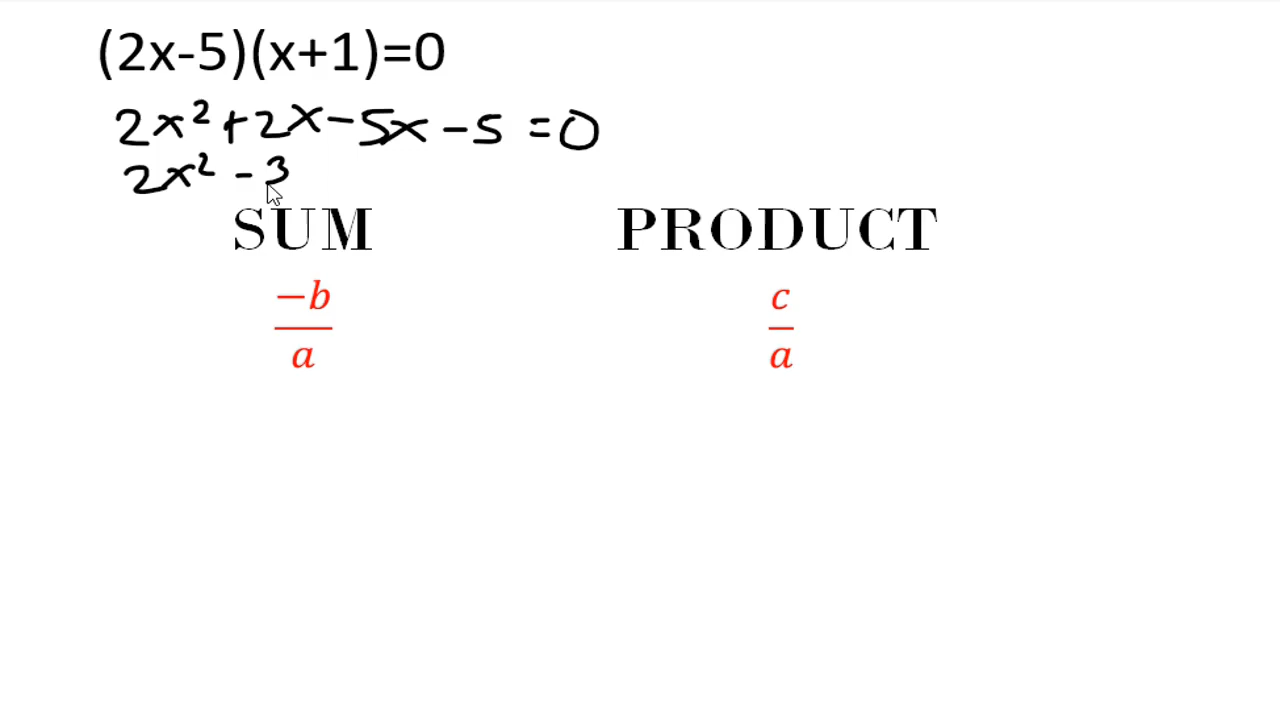 (2x-5)(x+1)=0
2x² + 2x - 5x - 5 = 0
2x² - 3
SUM PRODUCT
−b/a c/a